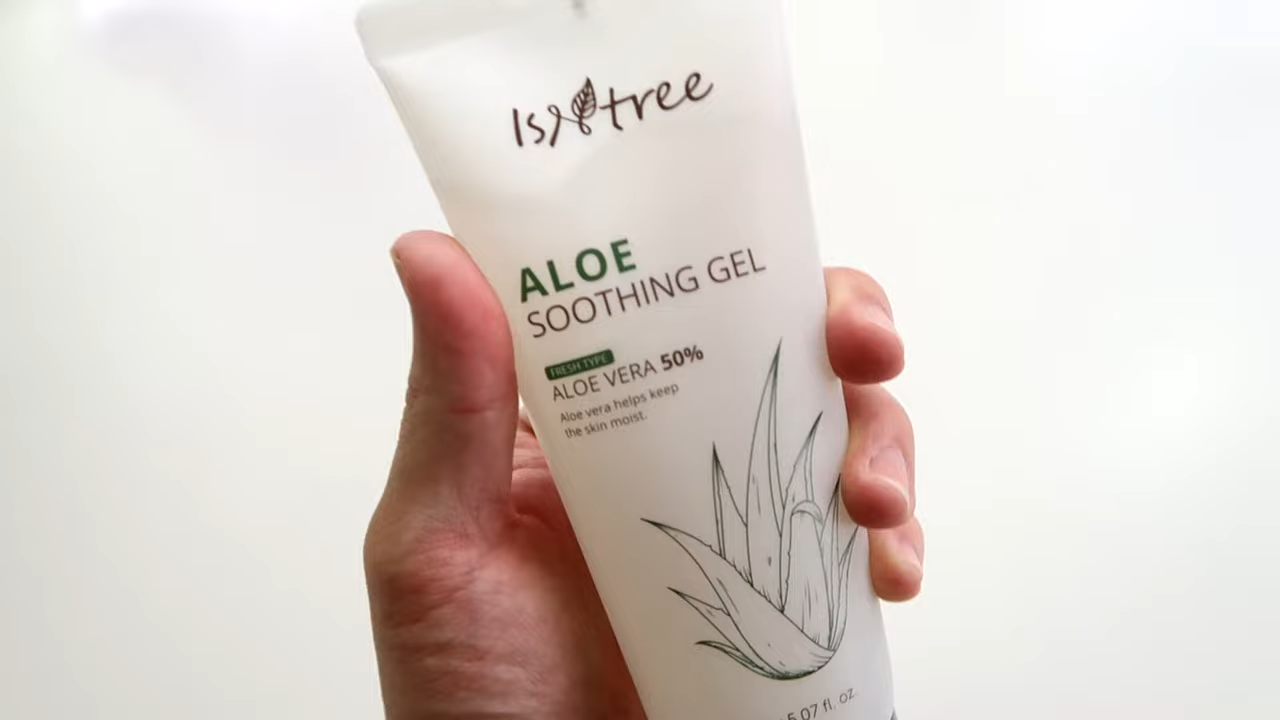 Isntree
ALOE
SOOTHING GEL
FRESH TYPE
ALOE VERA 50%
Aloe vera helps keep
the skin moist.
5.07 fl. oz.